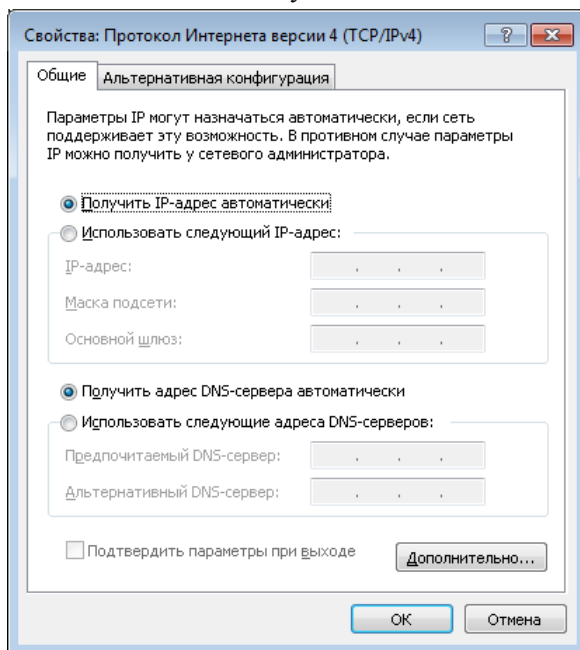 Свойства: Протокол Интернета версии 4 (TCP/IPv4)
Общие
Альтернативная конфигурация
Параметры IP могут назначаться автоматически, если сеть
поддерживает эту возможность. В противном случае параметры
IP можно получить у сетевого администратора.
Получить IP-адрес автоматически
Использовать следующий IP-адрес:
IP-адрес:
Маска подсети:
Основной шлюз:
Получить адрес DNS-сервера автоматически
Использовать следующие адреса DNS-серверов:
Предпочитаемый DNS-сервер:
Альтернативный DNS-сервер:
Подтвердить параметры при выходе
Дополнительно...
ОК
Отмена